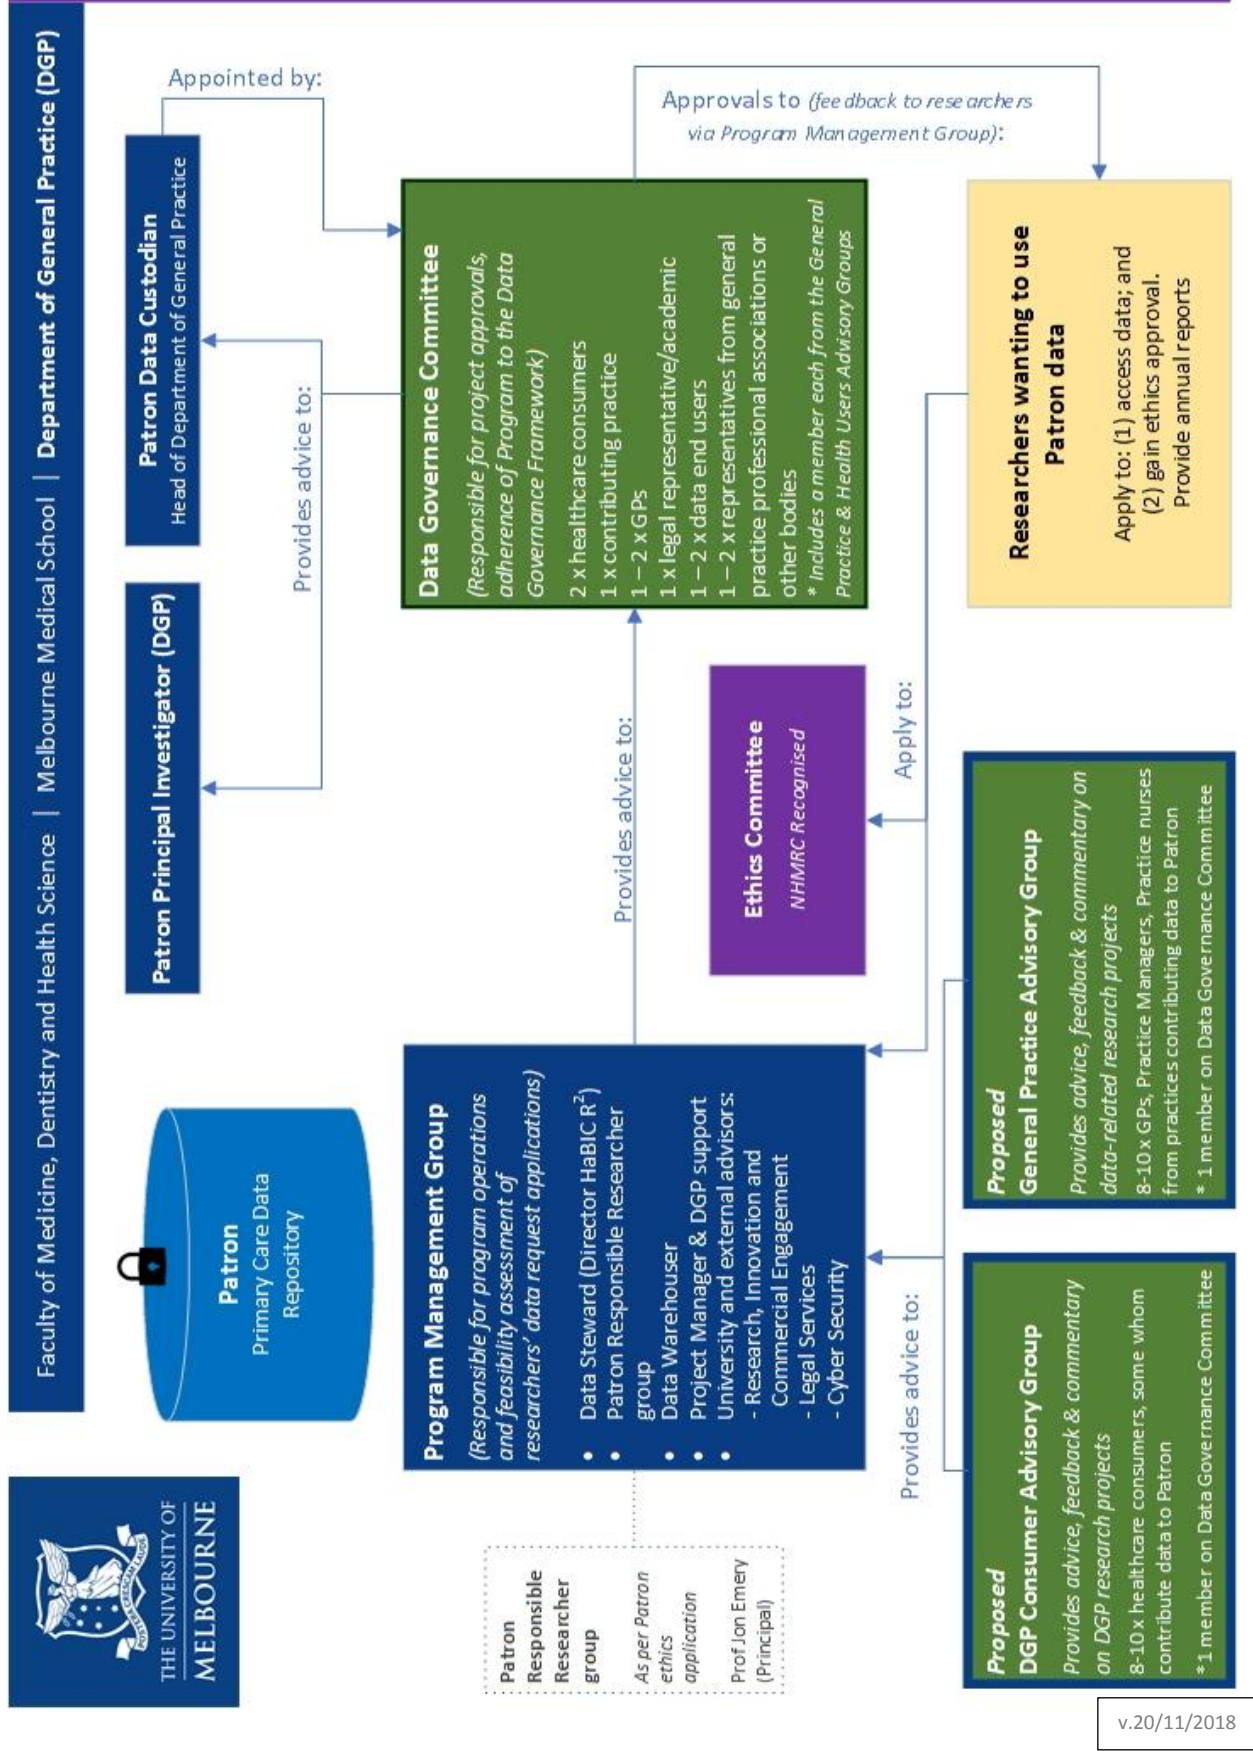 THE UNIVERSITY OF
MELBOURNE
Faculty of Medicine, Dentistry and Health Science | Melbourne Medical School | Department of General Practice (DGP)
Patron
Primary Care Data
Repository
Patron Principal Investigator (DGP)
Patron Data Custodian
Head of Department of General Practice
Appointed by:
Provides advice to:
Patron
Responsible
Researcher
group
As per Patron
ethics
application
Prof Jon Emery
(Principal)
Program Management Group
(Responsible for program operations
and feasibility assessment of
researchers' data request applications)
• Data Steward (Director HaBIC R²)
• Patron Responsible Researcher
group
• Data Warehouser
• Project Manager & DGP support
• University and external advisors:
- Research, Innovation and
Commercial Engagement
- Legal Services
- Cyber Security
Provides advice to:
Data Governance Committee
(Responsible for project approvals,
adherence of Program to the Data
Governance Framework)
2 x healthcare consumers
1 x contributing practice
1 – 2 x GPs
1 x legal representative/academic
1 – 2 x data end users
1 – 2 x representatives from general
practice professional associations or
other bodies
* Includes a member each from the General
Practice & Health Users Advisory Groups
Approvals to (feedback to researchers
via Program Management Group):
Ethics Committee
NHMRC Recognised
Provides advice to:
Apply to:
Proposed
DGP Consumer Advisory Group
Provides advice, feedback & commentary
on DGP research projects
8-10 x healthcare consumers, some whom
contribute data to Patron
*1 member on Data Governance Committee
Proposed
General Practice Advisory Group
Provides advice, feedback & commentary on
data-related research projects
8-10 x GPs, Practice Managers, Practice nurses
from practices contributing data to Patron
* 1 member on Data Governance Committee
Researchers wanting to use
Patron data
Apply to: (1) access data; and
(2) gain ethics approval.
Provide annual reports
v.20/11/2018